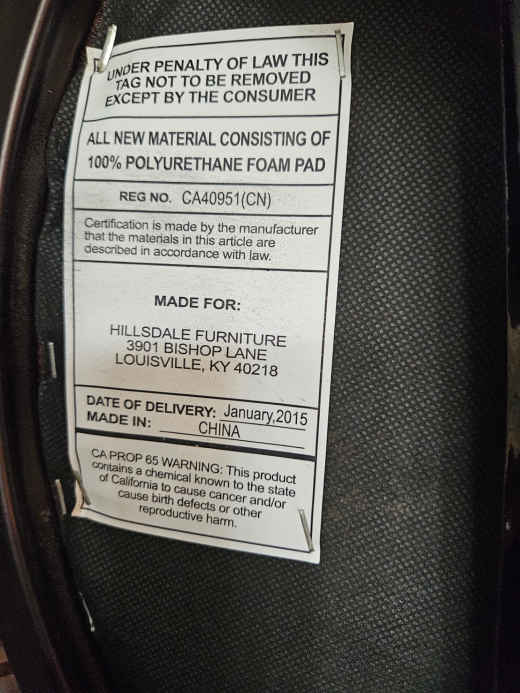 UNDER PENALTY OF LAW THIS
TAG NOT TO BE REMOVED
EXCEPT BY THE CONSUMER
ALL NEW MATERIAL CONSISTING OF
100% POLYURETHANE FOAM PAD
REG NO. CA40951(CN)
Certification is made by the manufacturer
that the materials in this article are
described in accordance with law.
MADE FOR:
HILLSDALE FURNITURE
3901 BISHOP LANE
LOUISVILLE, KY 40218
DATE OF DELIVERY: January,2015
MADE IN: CHINA
CA PROP 65 WARNING: This product
contains a chemical known to the state
of California to cause cancer and/or
cause birth defects or other
reproductive harm.